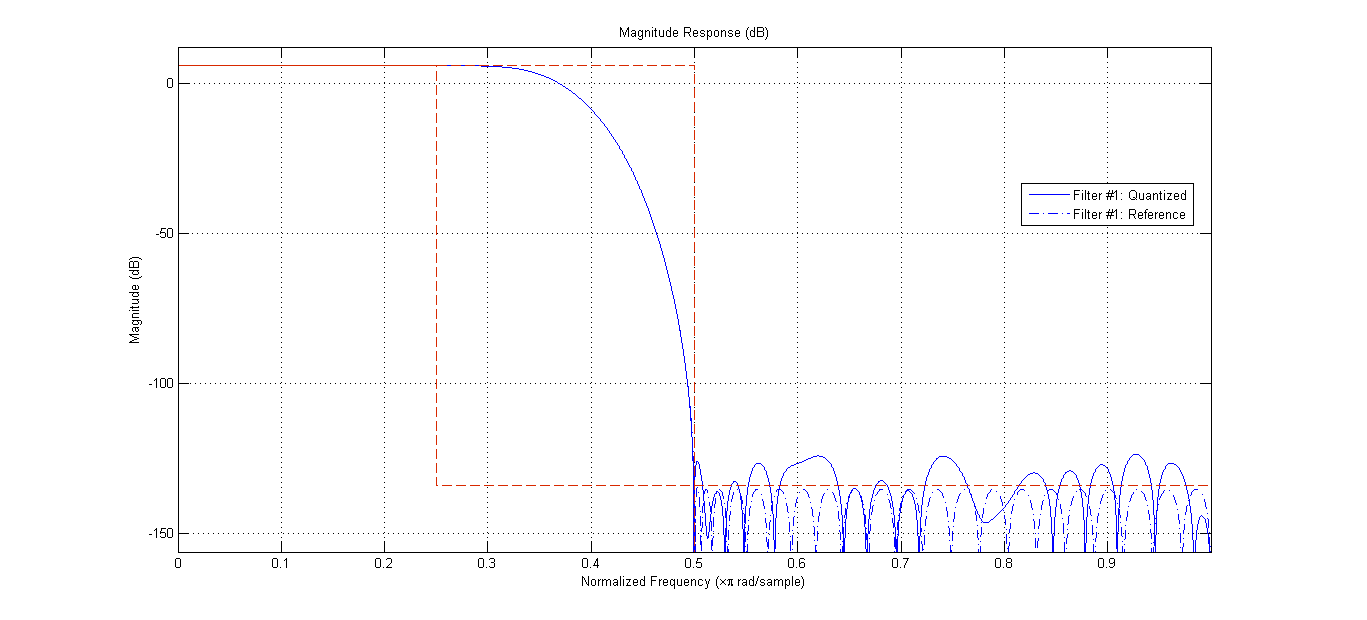 Magnitude Response (dB)
0
-50
-100
-150
Magnitude (dB)
Filter #1: Quantized
Filter #1: Reference
0 0.1 0.2 0.3 0.4 0.5 0.6 0.7 0.8 0.9
Normalized Frequency (×π rad/sample)